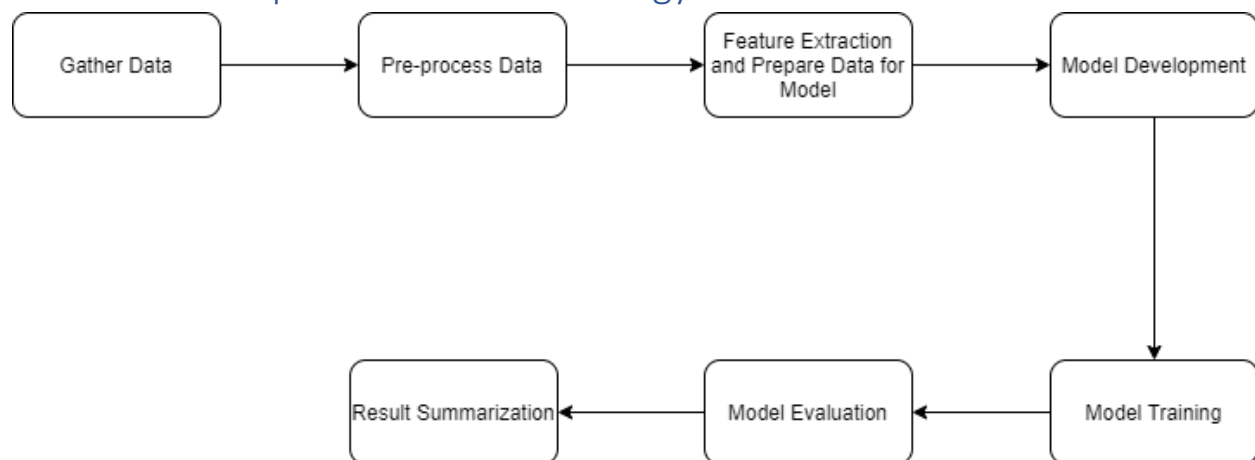 Gather Data
Pre-process Data
Feature Extraction
and Prepare Data for
Model
Model Development
Result Summarization
Model Evaluation
Model Training